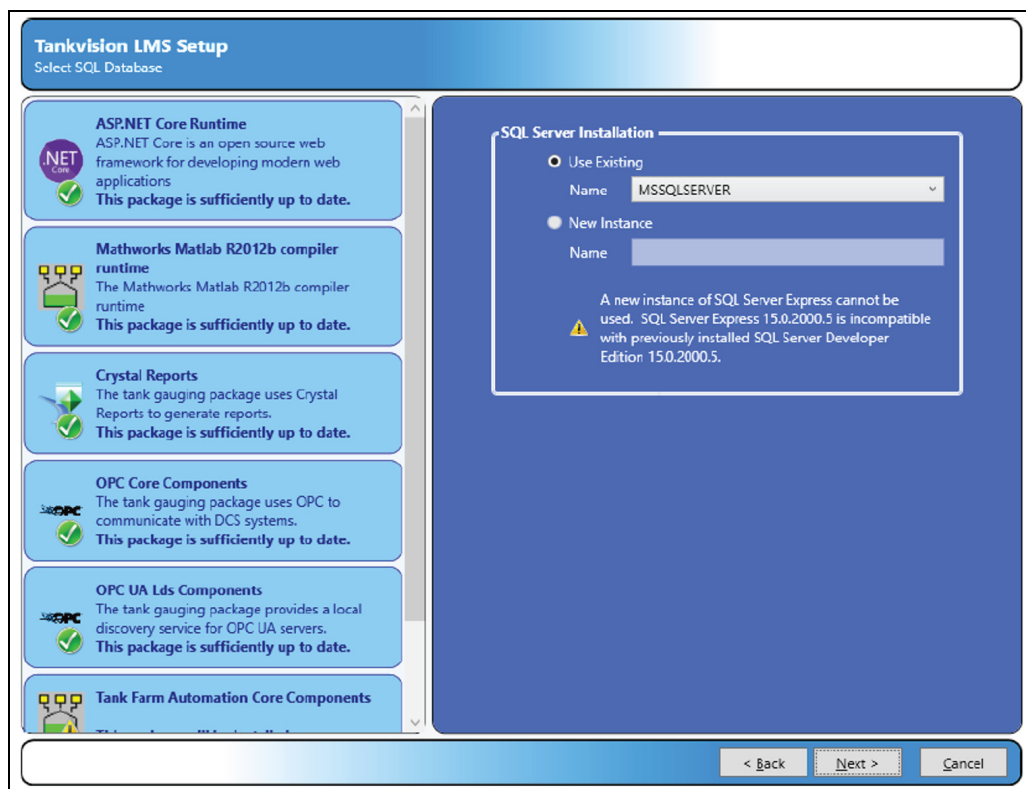 Tankvision LMS Setup
Select SQL Database
ASP.NET Core Runtime
ASP.NET Core is an open source web
framework for developing modern web
applications
This package is sufficiently up to date.
.NET
Core
Mathworks Matlab R2012b compiler
runtime
The Mathworks Matlab R2012b compiler
runtime
This package is sufficiently up to date.
Crystal Reports
The tank gauging package uses Crystal
Reports to generate reports.
This package is sufficiently up to date.
OPC Core Components
The tank gauging package uses OPC to
communicate with DCS systems.
This package is sufficiently up to date.
OPC
OPC UA Lds Components
The tank gauging package provides a local
discovery service for OPC UA servers.
This package is sufficiently up to date.
OPC
Tank Farm Automation Core Components
SQL Server Installation
Use Existing
Name MSSQLSERVER
New Instance
Name
A new instance of SQL Server Express cannot be
used. SQL Server Express 15.0.2000.5 is incompatible
with previously installed SQL Server Developer
Edition 15.0.2000.5.
< Back Next > Cancel